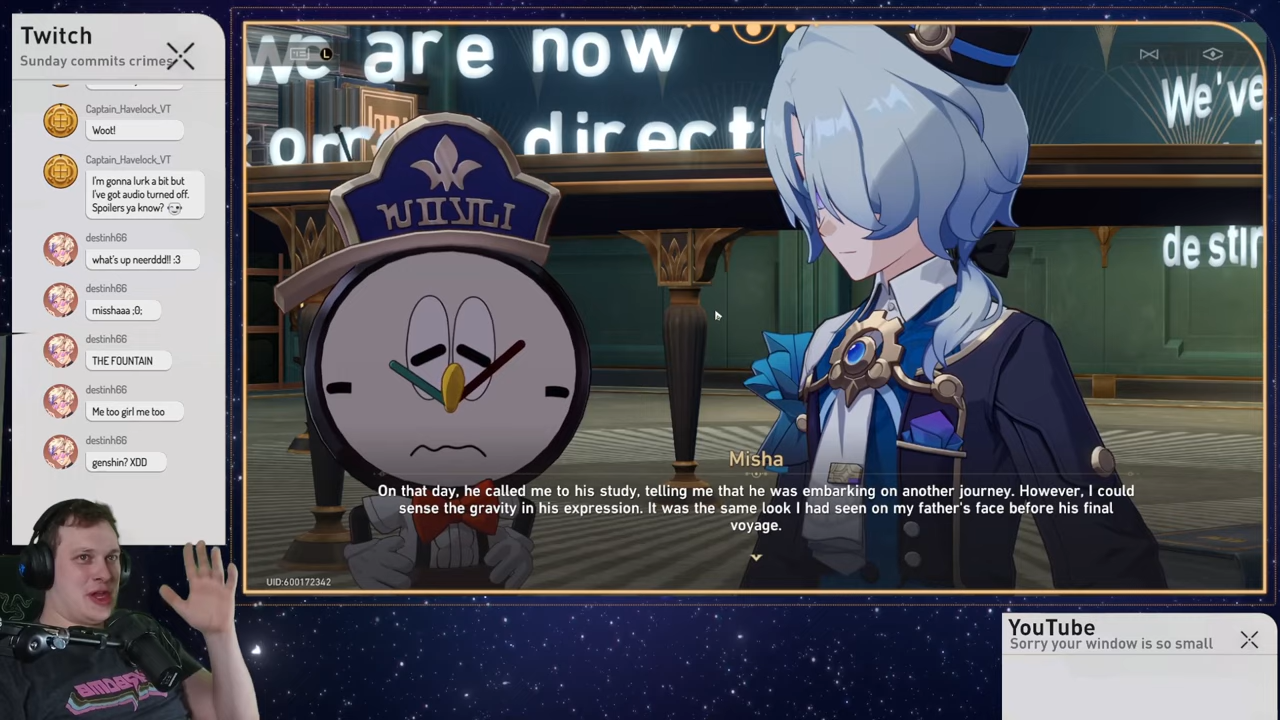 Twitch
Sunday commits crimes
Captain_Havelock_VT
Woot!
Captain_Havelock_VT
I'm gonna lurk a bit but
I've got audio turned off.
Spoilers ya know?
destinh66
what's up neerddd!! :3
destinh66
misshaaa ;0;
destinh66
THE FOUNTAIN
destinh66
Me too girl me too
destinh66
genshin? XDD
L
we are now
directi
We've
Misha
On that day, he called me to his study, telling me that he was embarking on another journey. However, I could
sense the gravity in his expression. It was the same look I had seen on my father's face before his final
voyage.
UID:600172342
YouTube
Sorry your window is so small